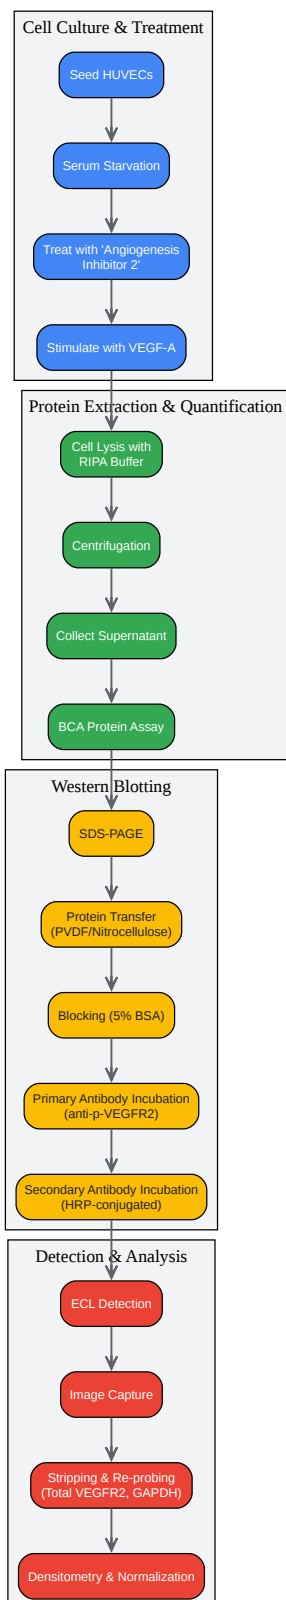 Cell Culture & Treatment
Seed HUVECs
Serum Starvation
Treat with 'Angiogenesis
Inhibitor 2'
Stimulate with VEGF-A
Protein Extraction & Quantification
Cell Lysis with
RIPA Buffer
Centrifugation
Collect Supernatant
BCA Protein Assay
Western Blotting
SDS-PAGE
Protein Transfer
(PVDF/Nitrocellulose)
Blocking (5% BSA)
Primary Antibody Incubation
(anti-p-VEGFR2)
Secondary Antibody Incubation
(HRP-conjugated)
Detection & Analysis
ECL Detection
Image Capture
Stripping & Re-probing
(Total VEGFR2, GAPDH)
Densitometry & Normalization